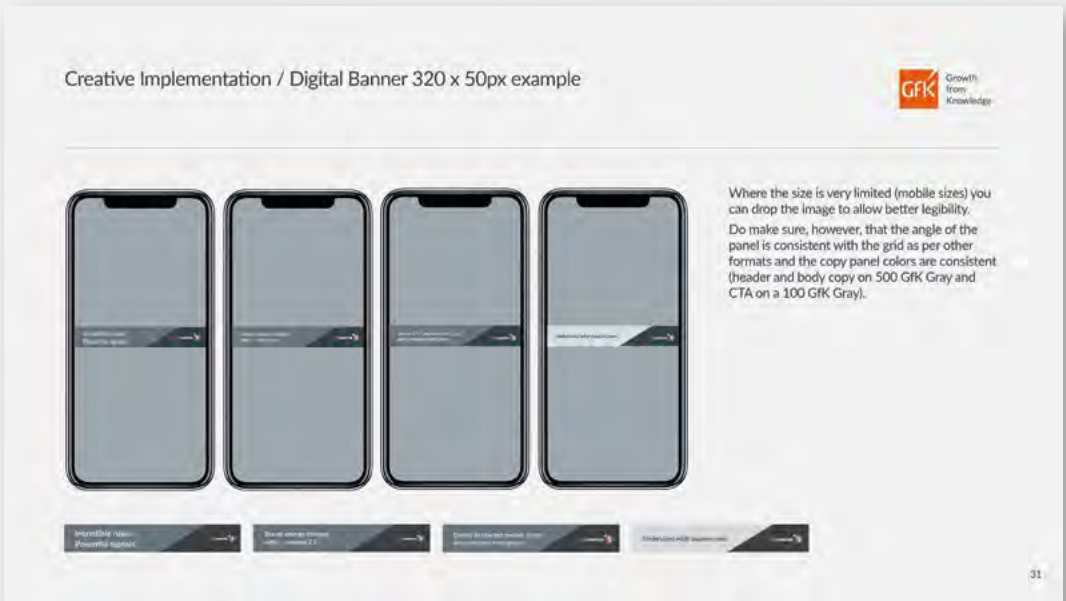 Creative Implementation / Digital Banner 320 x 50px example
GfK
Growth
from
Knowledge
Where the size is very limited (mobile sizes) you
can drop the image to allow better legibility.
Do make sure, however, that the angle of the
panel is consistent with the grid as per other
formats and the copy panel colors are consistent
(header and body copy on 500 GfK Gray and
CTA on a 100 GfK Gray).
Incredible
Powerful signals.
31